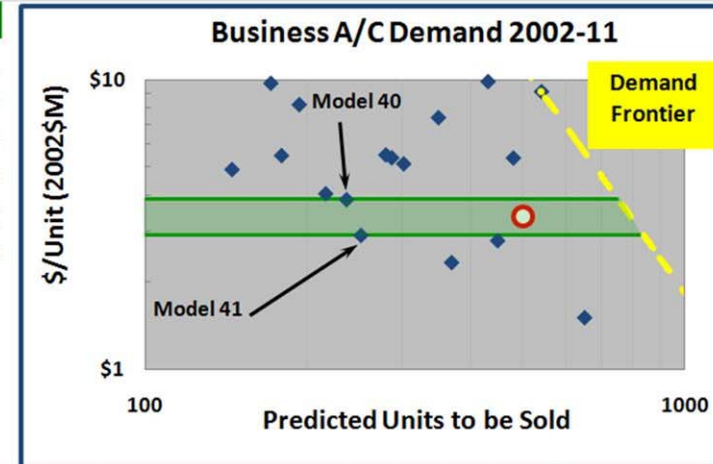 Business A/C Demand 2002-11
$10
Model 40
Demand
Frontier
$/Unit (2002$M)
Model 41
$1
100
1000
Predicted Units to be Sold